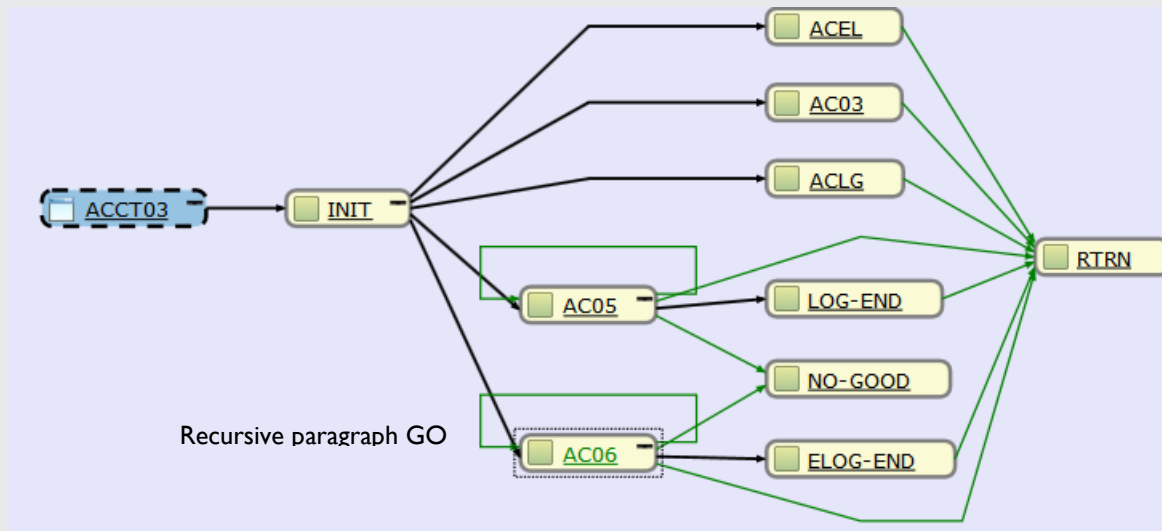 ACEL
AC03
ACLG
ACCT03
INIT
RTRN
AC05
LOG-END
NO-GOOD
Recursive paragraph GO
AC06
ELOG-END